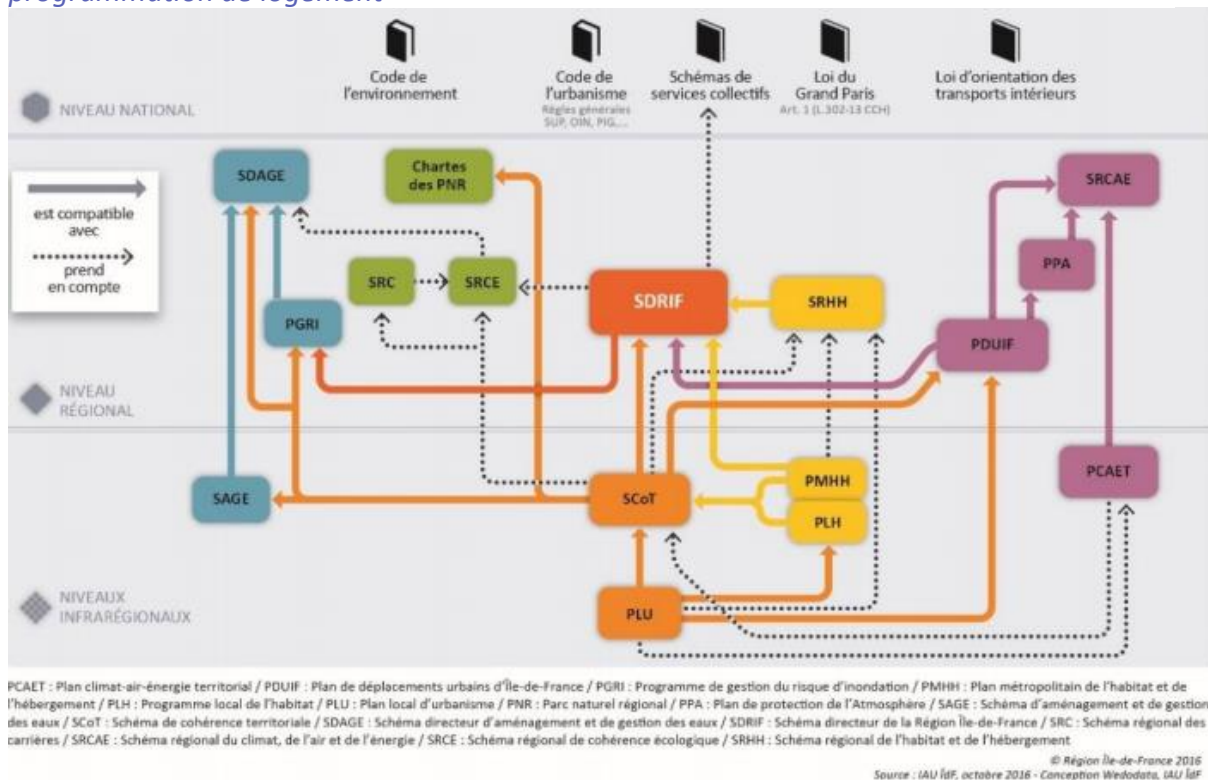 programmation de logement
Code de
l'environnement
Code de
l'urbanisme
Règles générales
SUP, OIN, PIG,...
Schémas de
services collectifs
Loi du
Grand Paris
Art. 1 (L.302-13 CCH)
Loi d'orientation des
transports intérieurs
NIVEAU NATIONAL
SDAGE
Chartes
des PNR
SRCAE
est compatible
avec
prend
en compte
PPA
SRC
SRCE
SDRIF
SRHH
PGRI
PDUIF
NIVEAU
RÉGIONAL
SAGE
SCoT
PMHH
PLH
PCAET
NIVEAUX
INFRARÉGIONAUX
PLU
PCAET : Plan climat-air-énergie territorial / PDUIF : Plan de déplacements urbains d'Île-de-France / PGRI : Programme de gestion du risque d'inondation / PMHH : Plan métropolitain de l'habitat et de
l'hébergement / PLH : Programme local de l'habitat / PLU : Plan local d'urbanisme / PNR : Parc naturel régional / PPA : Plan de protection de l'Atmosphère / SAGE : Schéma d'aménagement et de gestion
des eaux / SCoT : Schéma de cohérence territoriale / SDAGE : Schéma directeur d'aménagement et de gestion des eaux / SDRIF : Schéma directeur de la Région Île-de-France / SRC : Schéma régional des
carrières / SRCAE : Schéma régional du climat, de l'air et de l'énergie / SRCE : Schéma régional de cohérence écologique / SRHH : Schéma régional de l'habitat et de l'hébergement
© Région Île-de-France 2016
Source : IAU îdF, octobre 2016 - Conception Wedodata, IAU îdF